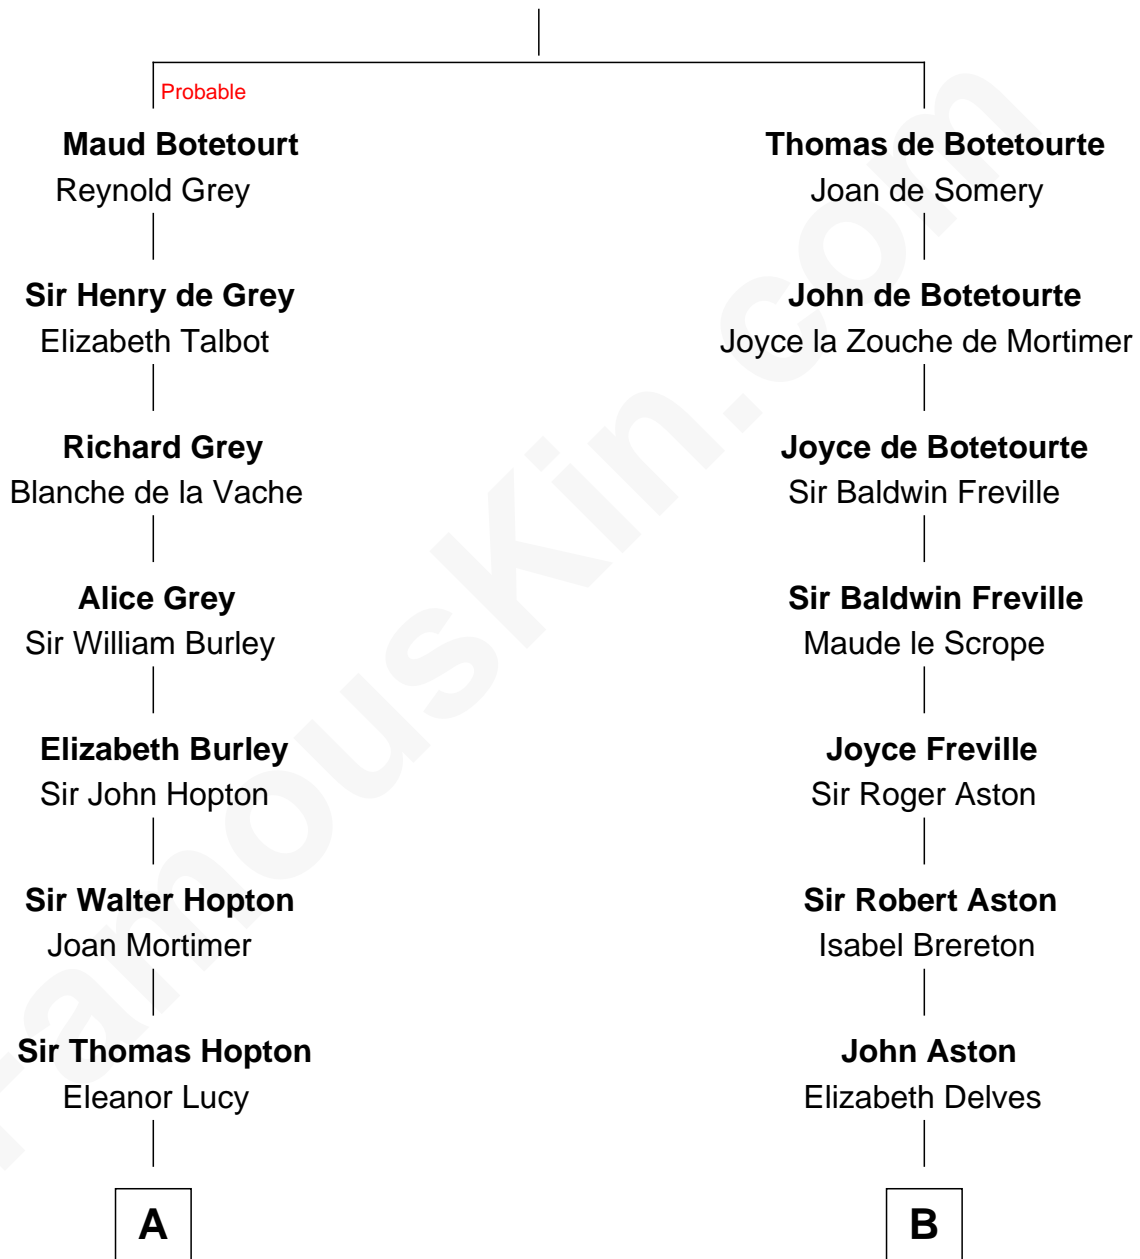 Probable
Maud Botetourt
Reynold Grey
Thomas de Botetourte
Joan de Somery
Sir Henry de Grey
Elizabeth Talbot
John de Botetourte
Joyce la Zouche de Mortimer
Richard Grey
Blanche de la Vache
Joyce de Botetourte
Sir Baldwin Freville
Alice Grey
Sir William Burley
Sir Baldwin Freville
Maude le Scrope
Elizabeth Burley
Sir John Hopton
Joyce Freville
Sir Roger Aston
Sir Walter Hopton
Joan Mortimer
Sir Robert Aston
Isabel Brereton
Sir Thomas Hopton
Eleanor Lucy
John Aston
Elizabeth Delves
A
B
FamousKin.com